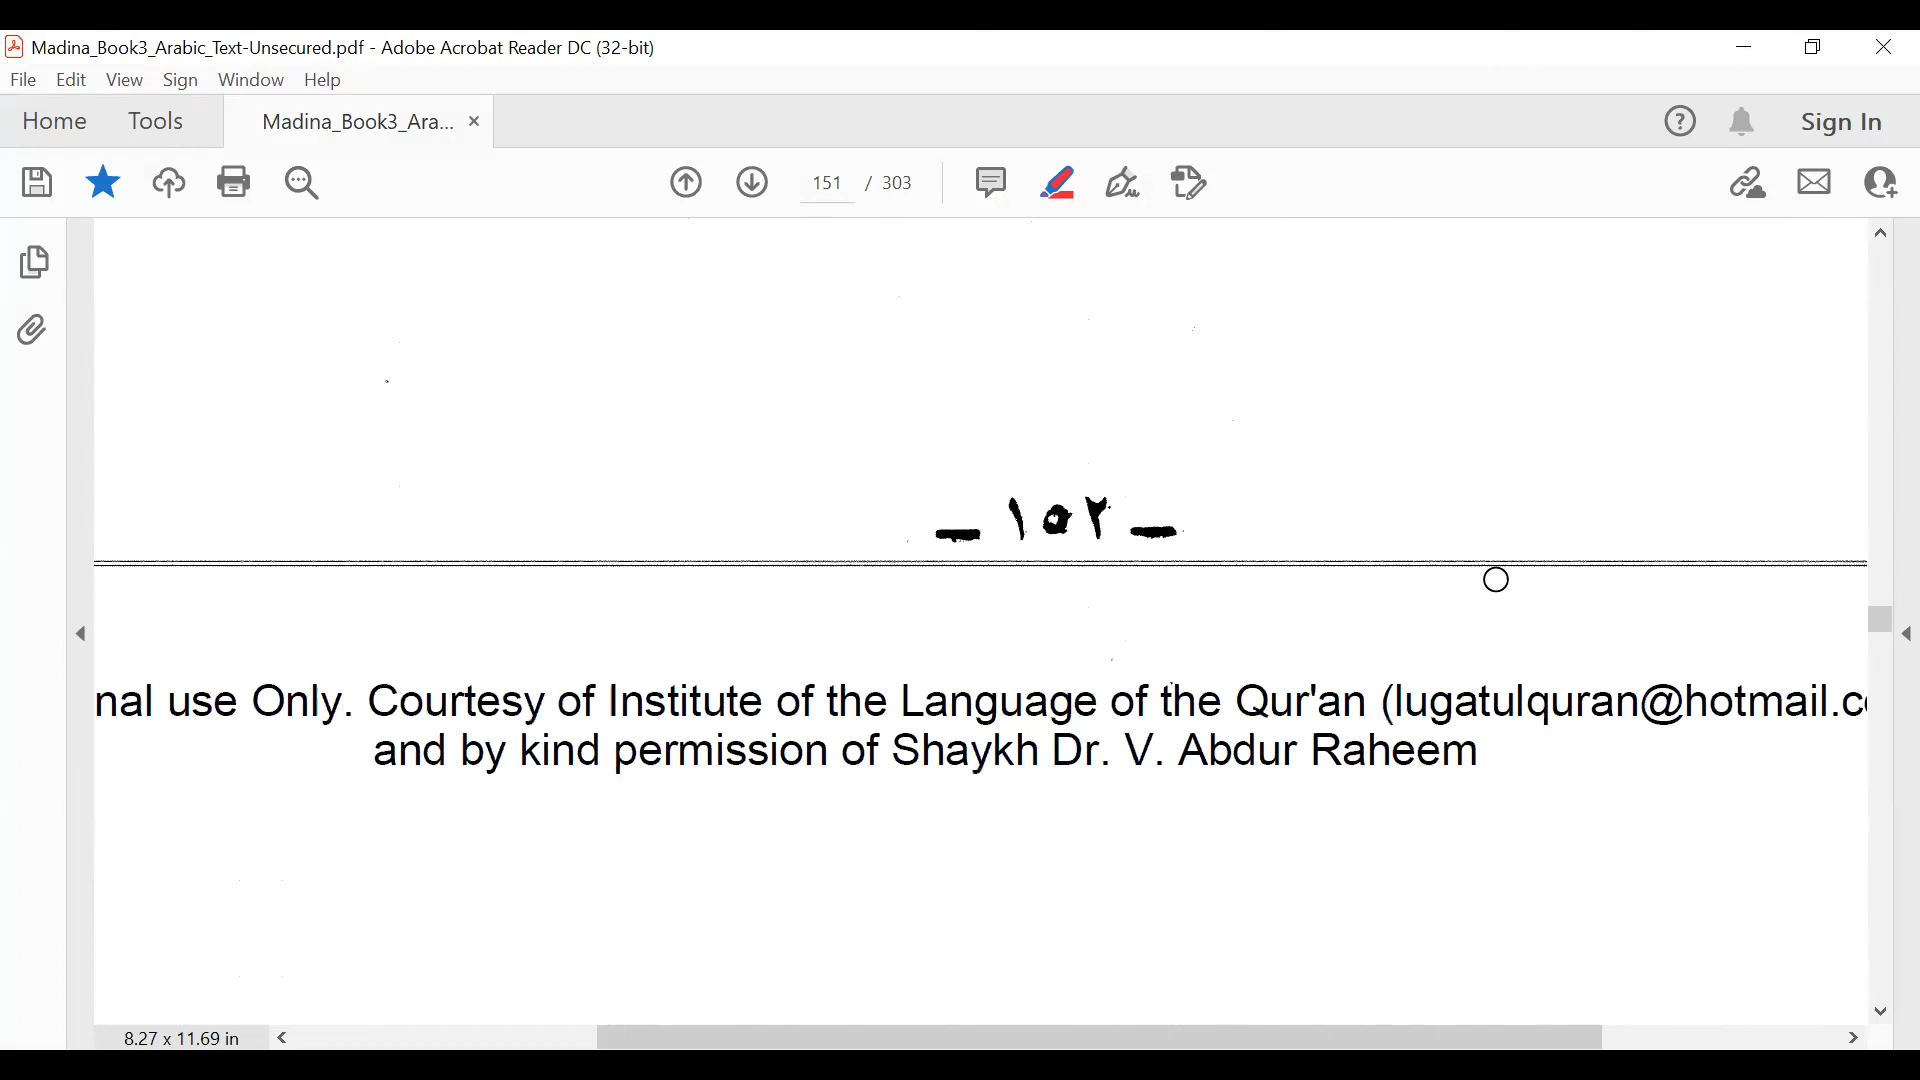 Madina_Book3_Arabic_Text-Unsecured.pdf - Adobe Acrobat Reader DC (32-bit)
File Edit View Sign Window Help
Home Tools Madina_Book3_Ara... × Sign In
151 / 303
— ١٥٢ —
nal use Only. Courtesy of Institute of the Language of the Qur'an (lugatulquran@hotmail.c
and by kind permission of Shaykh Dr. V. Abdur Raheem
8.27 x 11.69 in